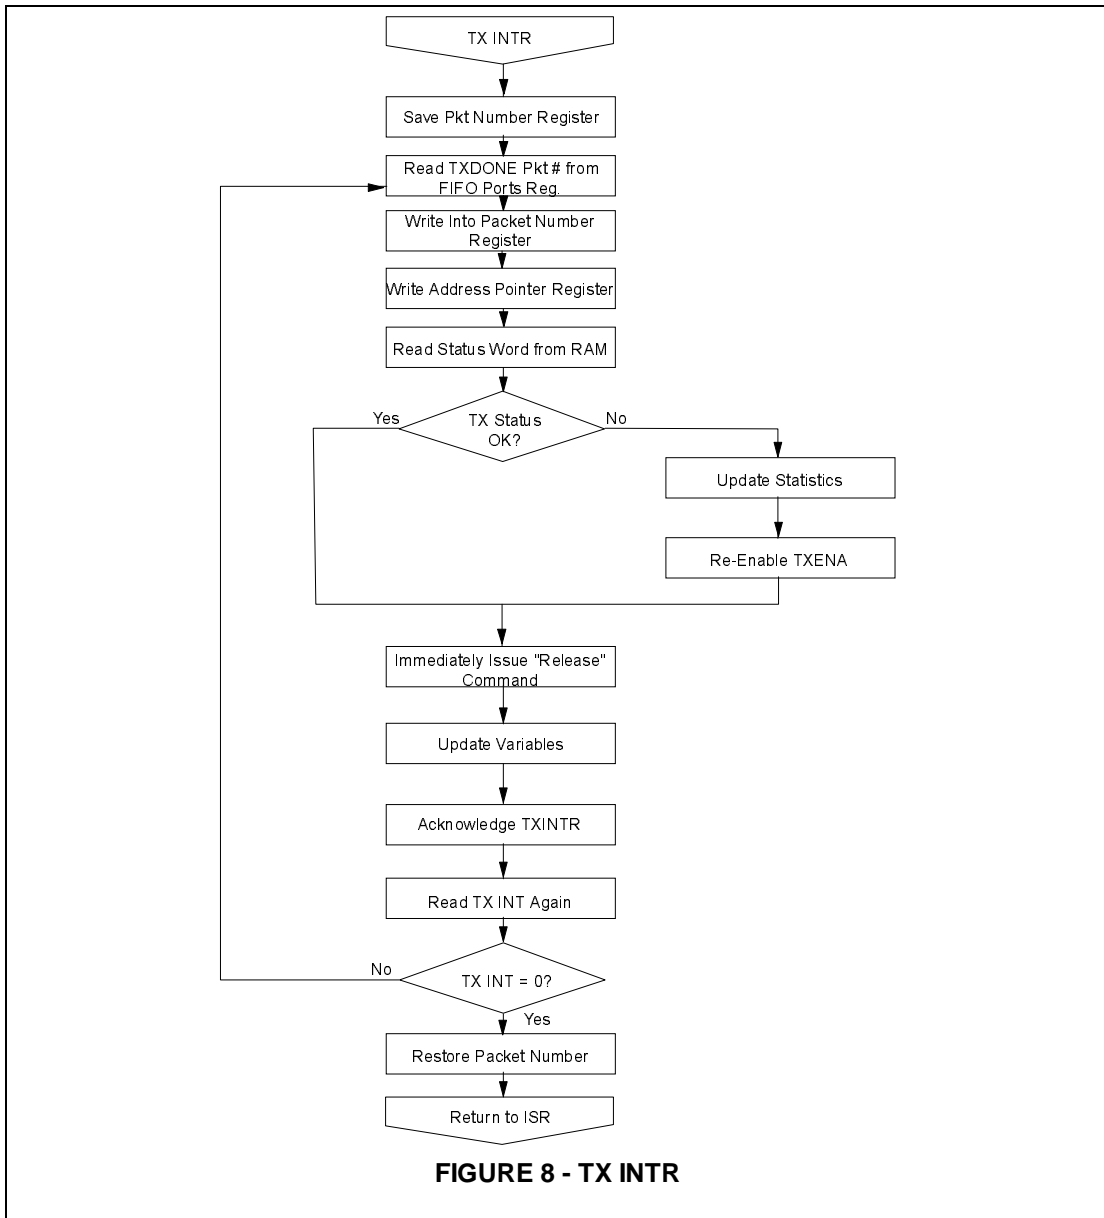 TX INTR
Save Pkt Number Register
Read TXDONE Pkt # from
FIFO Ports Reg.
Write Into Packet Number
Register
Write Address Pointer Register
Read Status Word from RAM
Yes
TX Status
OK?
No
Update Statistics
Re-Enable TXENA
Immediately Issue "Release"
Command
Update Variables
Acknowledge TXINTR
Read TX INT Again
No
TX INT = 0?
Yes
Restore Packet Number
Return to ISR
FIGURE 8 - TX INTR